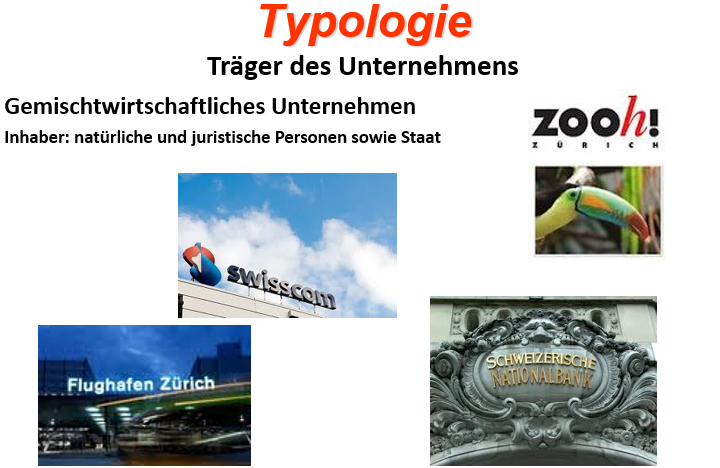 Typologie
Träger des Unternehmens
Gemischtwirtschaftliches Unternehmen
Inhaber: natürliche und juristische Personen sowie Staat
ZOOh!
ZÜRICH
swisscom
Flughafen Zürich
SCHWEIZERISCHE
NATIONALBANK